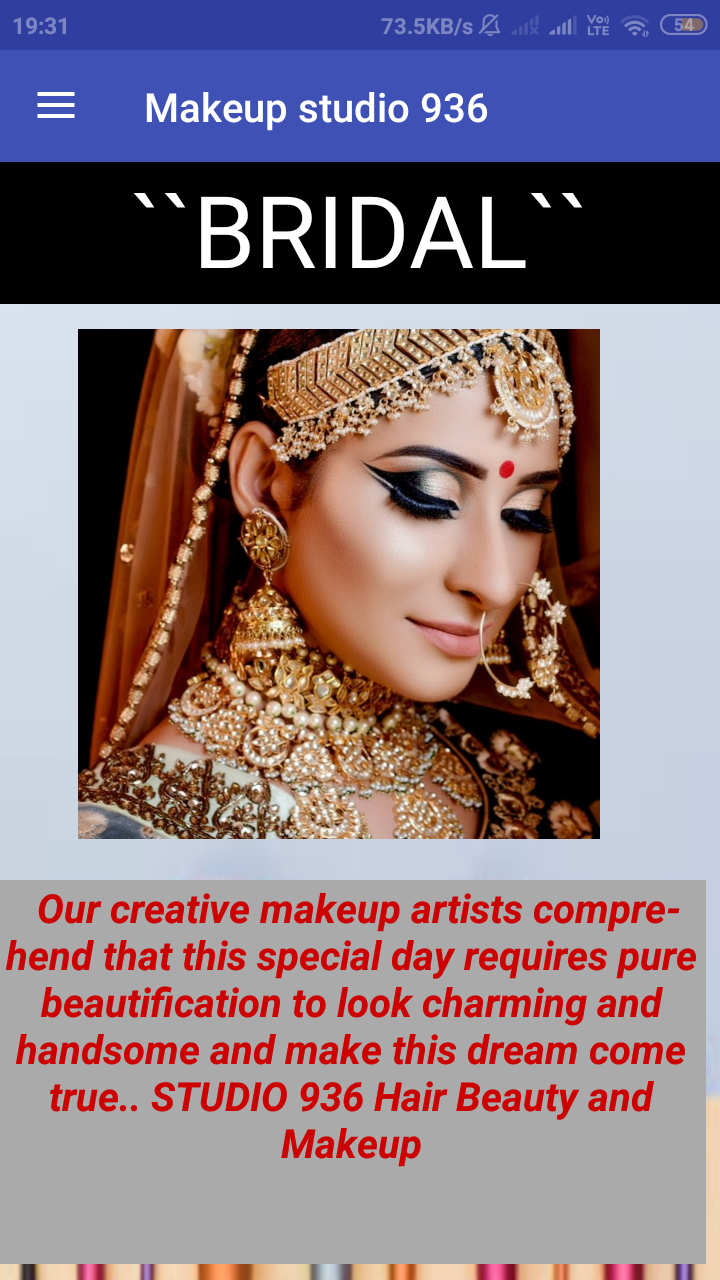 19:31 73.5KB/s Vo)) LTE 54
Makeup studio 936
``BRIDAL``
Our creative makeup artists compre-
hend that this special day requires pure
beautification to look charming and
handsome and make this dream come
true.. STUDIO 936 Hair Beauty and
Makeup